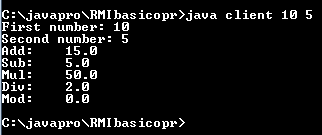 C:\javapro\RMIbasicopr>java client 10 5
First number: 10
Second number: 5
Add:    15.0
Sub:    5.0
Mul:    50.0
Div:    2.0
Mod:    0.0
C:\javapro\RMIbasicopr>